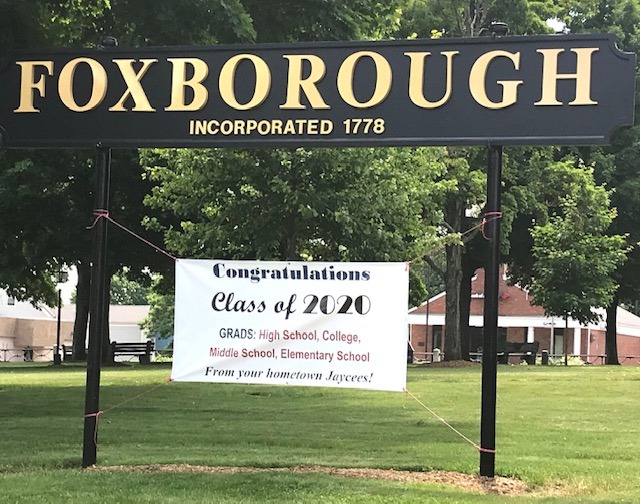 FOXBOROUGH
INCORPORATED 1778
Congratulations
Class of 2020
GRADS: High School, College,
Middle School, Elementary School
From your hometown Jaycees!